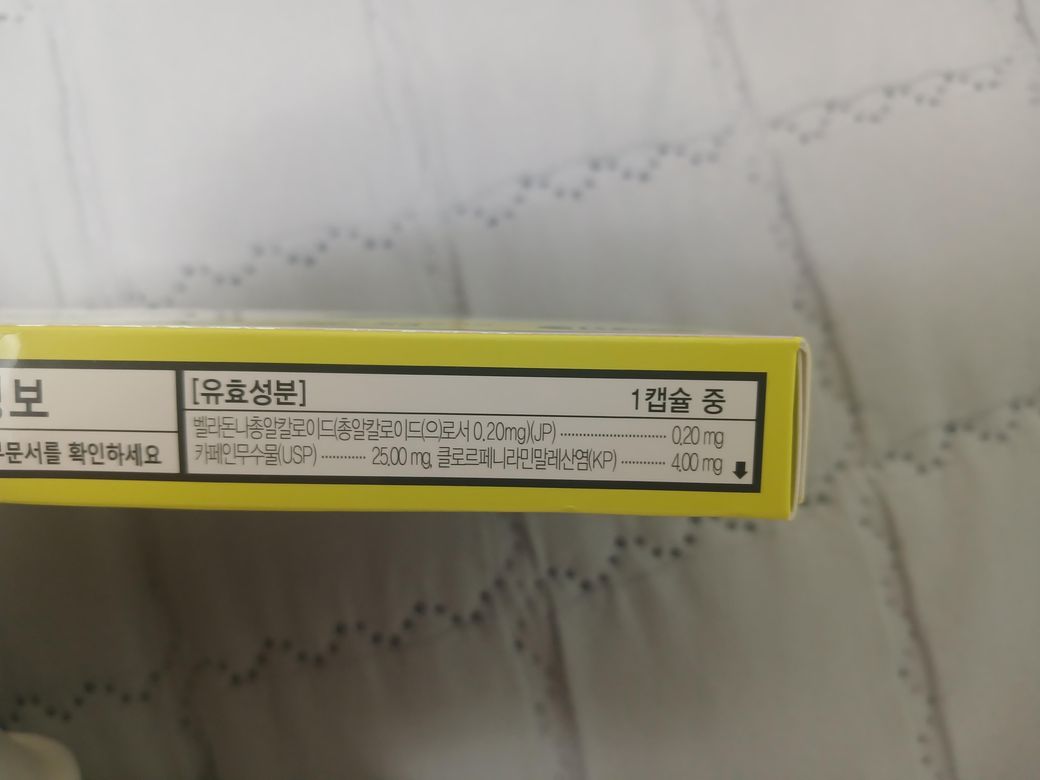 [유효성분] 1캡슐 중
벨라돈나총알칼로이드(총알칼로이드(으)로서 0.20mg)(JP) ························ 0.20 mg
카페인무수물(USP) ·········· 25.00 mg, 클로르페니라민말레산염(KP) ·········· 4.00 mg
보
문서를 확인하세요